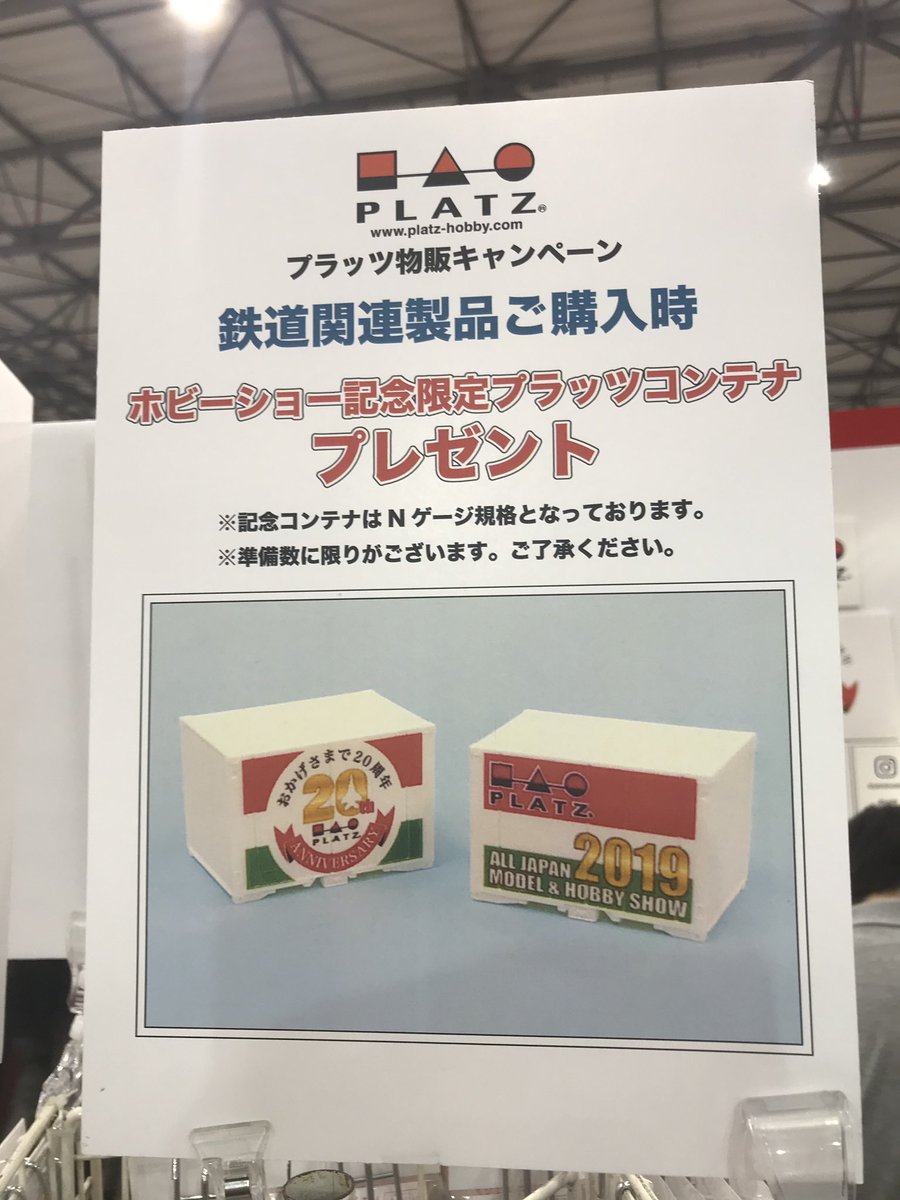 PLATZ®
www.platz-hobby.com
プラッツ物販キャンペーン
鉄道関連製品ご購入時
ホビーショー記念限定プラッツコンテナ
プレゼント
※記念コンテナはNゲージ規格となっております。
※準備数に限りがございます。ご了承ください。
おかげさまで20周年
20th
PLATZ
ANNIVERSARY
PLATZ®
2019
ALL JAPAN
MODEL & HOBBY SHOW